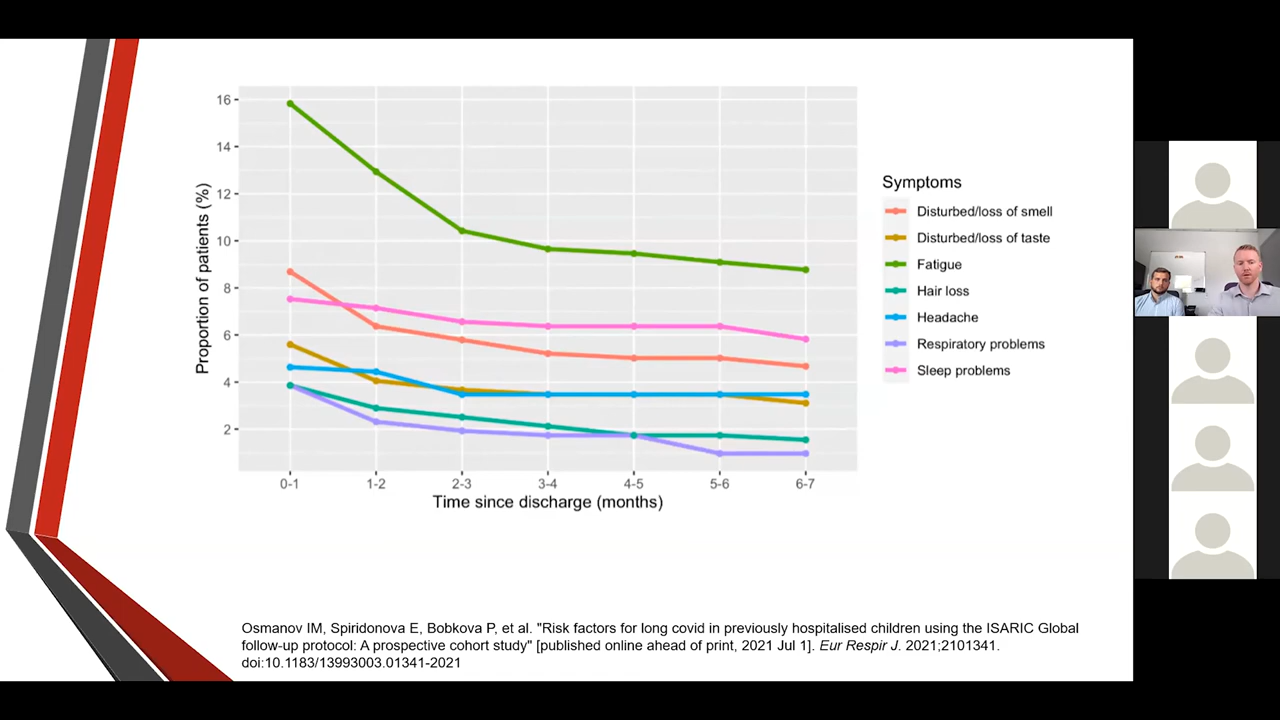 Proportion of patients (%)
16
14
12
10
8
6
4
2
0-1 1-2 2-3 3-4 4-5 5-6 6-7
Time since discharge (months)
Symptoms
Disturbed/loss of smell
Disturbed/loss of taste
Fatigue
Hair loss
Headache
Respiratory problems
Sleep problems
Osmanov IM, Spiridonova E, Bobkova P, et al. "Risk factors for long covid in previously hospitalised children using the ISARIC Global
follow-up protocol: A prospective cohort study" [published online ahead of print, 2021 Jul 1]. Eur Respir J. 2021;2101341.
doi:10.1183/13993003.01341-2021